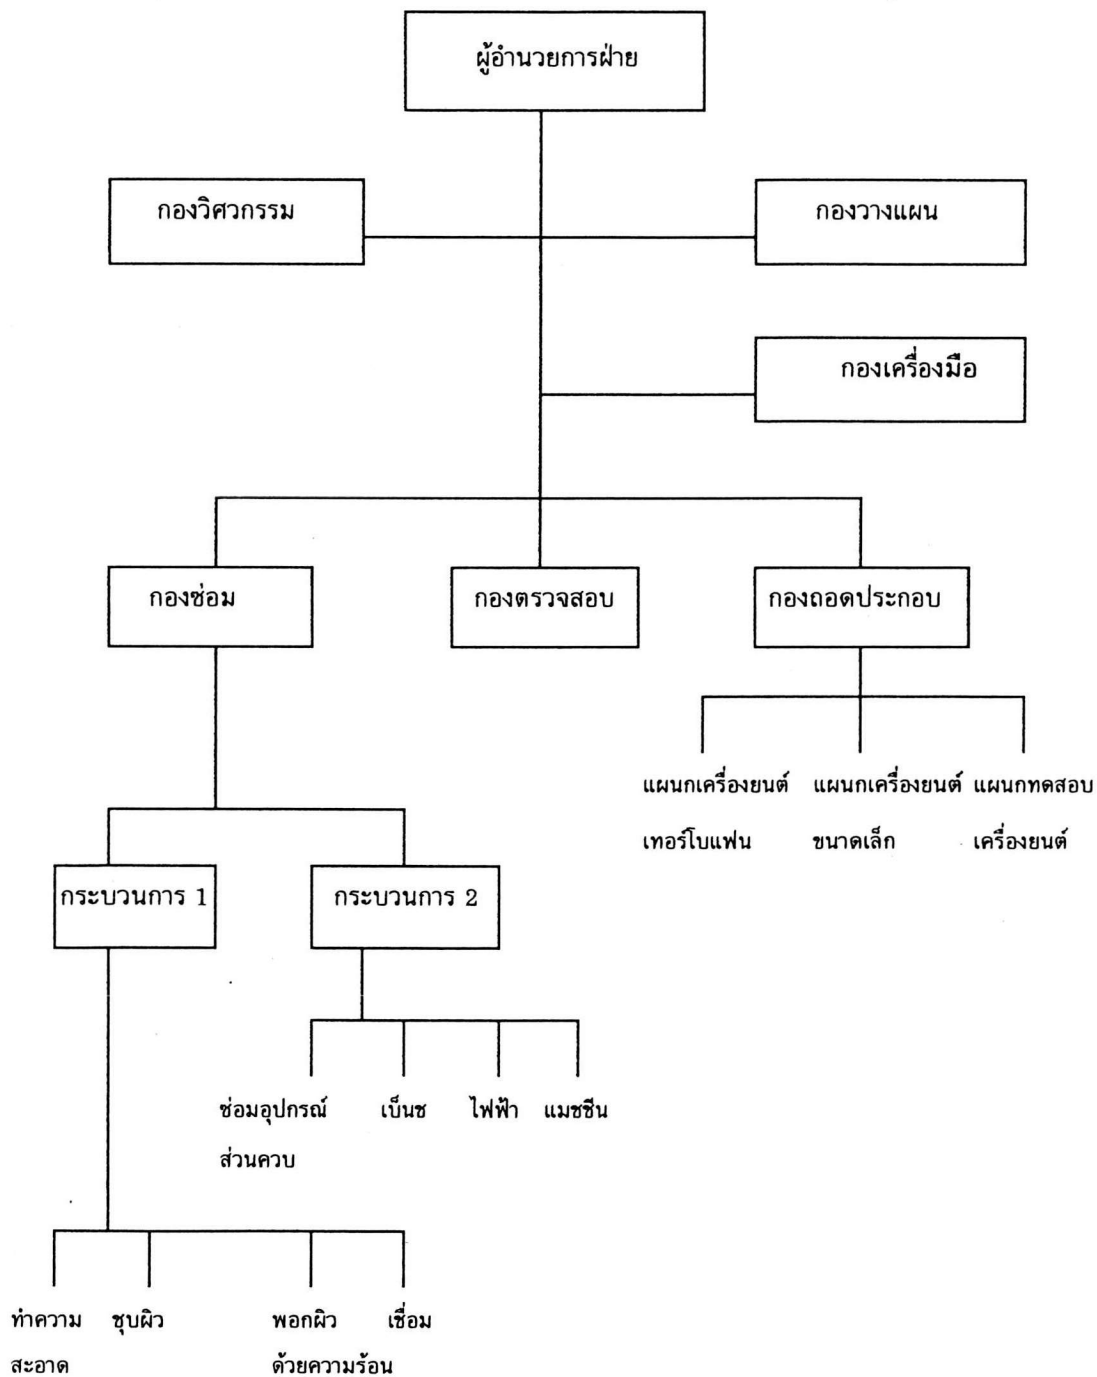 ผู้อำนวยการฝ่าย
กองวิศวกรรม
กองวางแผน
กองเครื่องมือ
กองซ่อม
กองตรวจสอบ
กองถอดประกอบ
แผนกเครื่องยนต์
เทอร์โบแฟน
แผนกเครื่องยนต์
ขนาดเล็ก
แผนกทดสอบ
เครื่องยนต์
กระบวนการ 1
กระบวนการ 2
ซ่อมอุปกรณ์
ส่วนควบ
เบ็นช
ไฟฟ้า
แมชชีน
ทำความ
สะอาด
ชุบผิว
พอกผิว
ด้วยความร้อน
เชื่อม